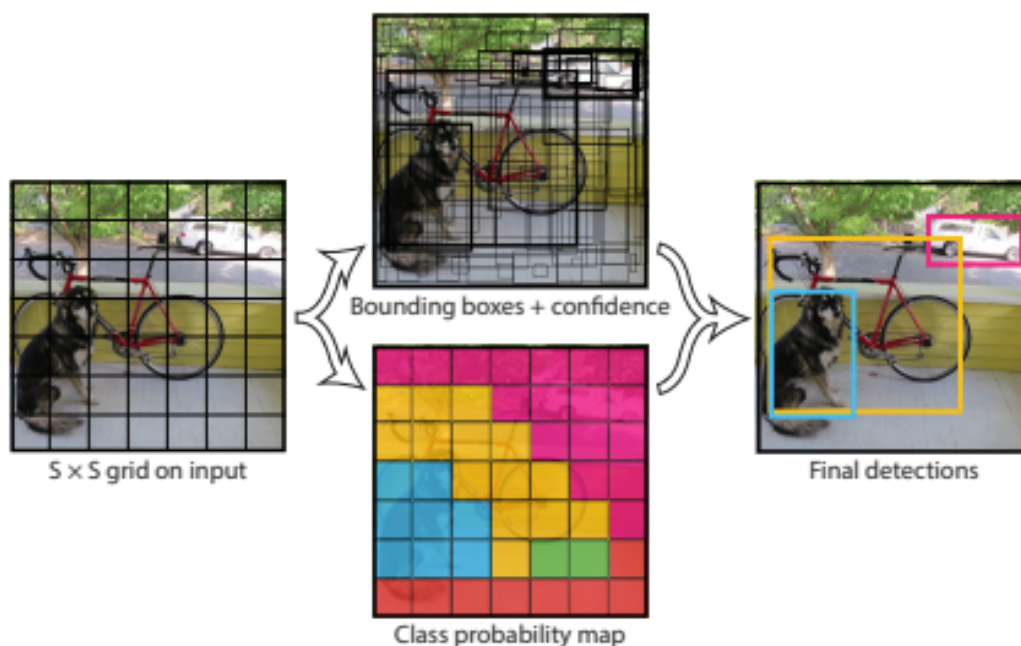 Bounding boxes + confidence
S × S grid on input
Final detections
Class probability map